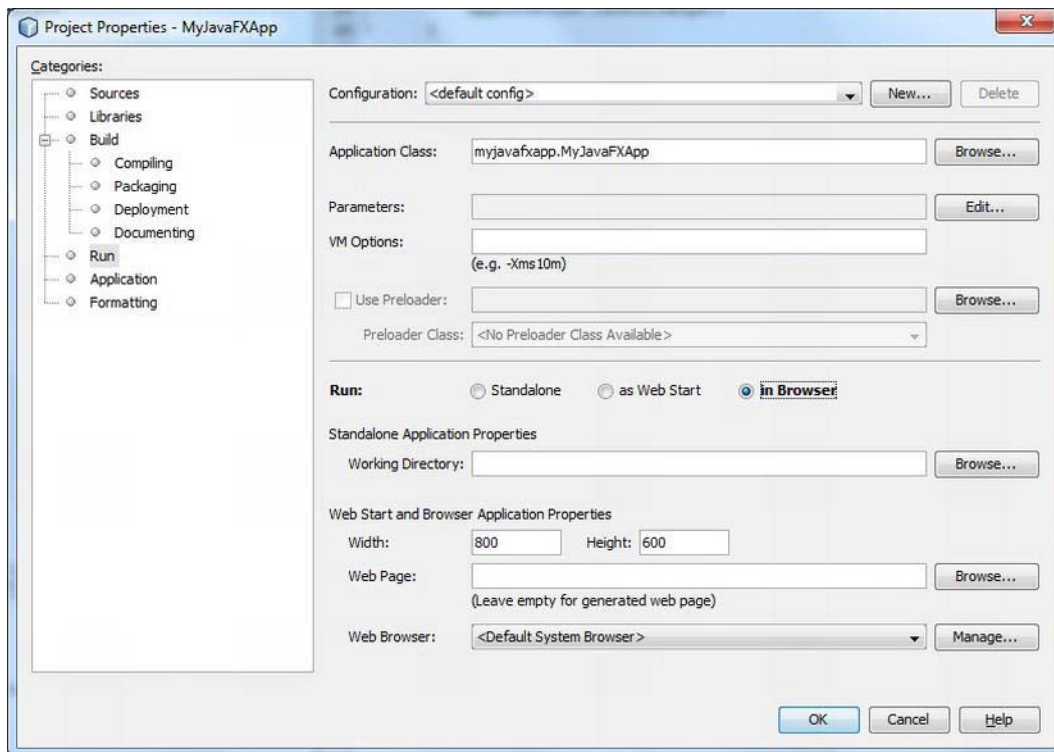 Project Properties - MyJavaFXApp
Categories:
Sources
Libraries
Build
Compiling
Packaging
Deployment
Documenting
Run
Application
Formatting
Configuration: <default config> New... Delete
Application Class: myjavafxapp.MyJavaFXApp Browse...
Parameters: Edit...
VM Options:
(e.g. -Xms10m)
Use Preloader: Browse...
Preloader Class: <No Preloader Class Available>
Run: Standalone as Web Start in Browser
Standalone Application Properties
Working Directory: Browse...
Web Start and Browser Application Properties
Width: 800 Height: 600
Web Page: Browse...
(Leave empty for generated web page)
Web Browser: <Default System Browser> Manage...
OK Cancel Help